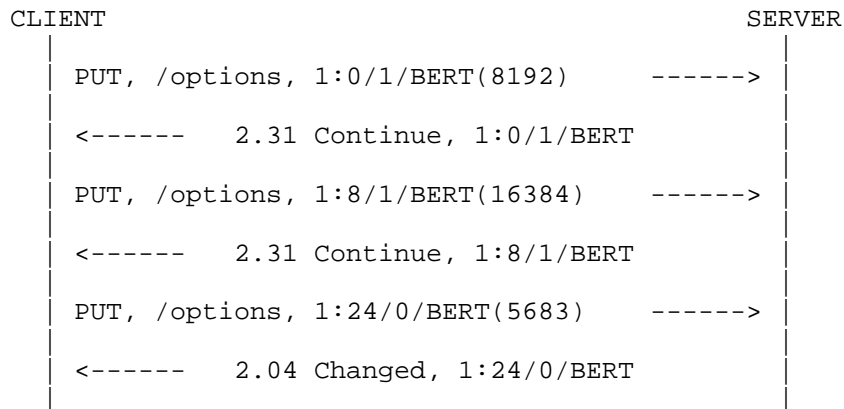 CLIENT SERVER
PUT, /options, 1:0/1/BERT(8192) ------>
<------ 2.31 Continue, 1:0/1/BERT
PUT, /options, 1:8/1/BERT(16384) ------>
<------ 2.31 Continue, 1:8/1/BERT
PUT, /options, 1:24/0/BERT(5683) ------>
<------ 2.04 Changed, 1:24/0/BERT